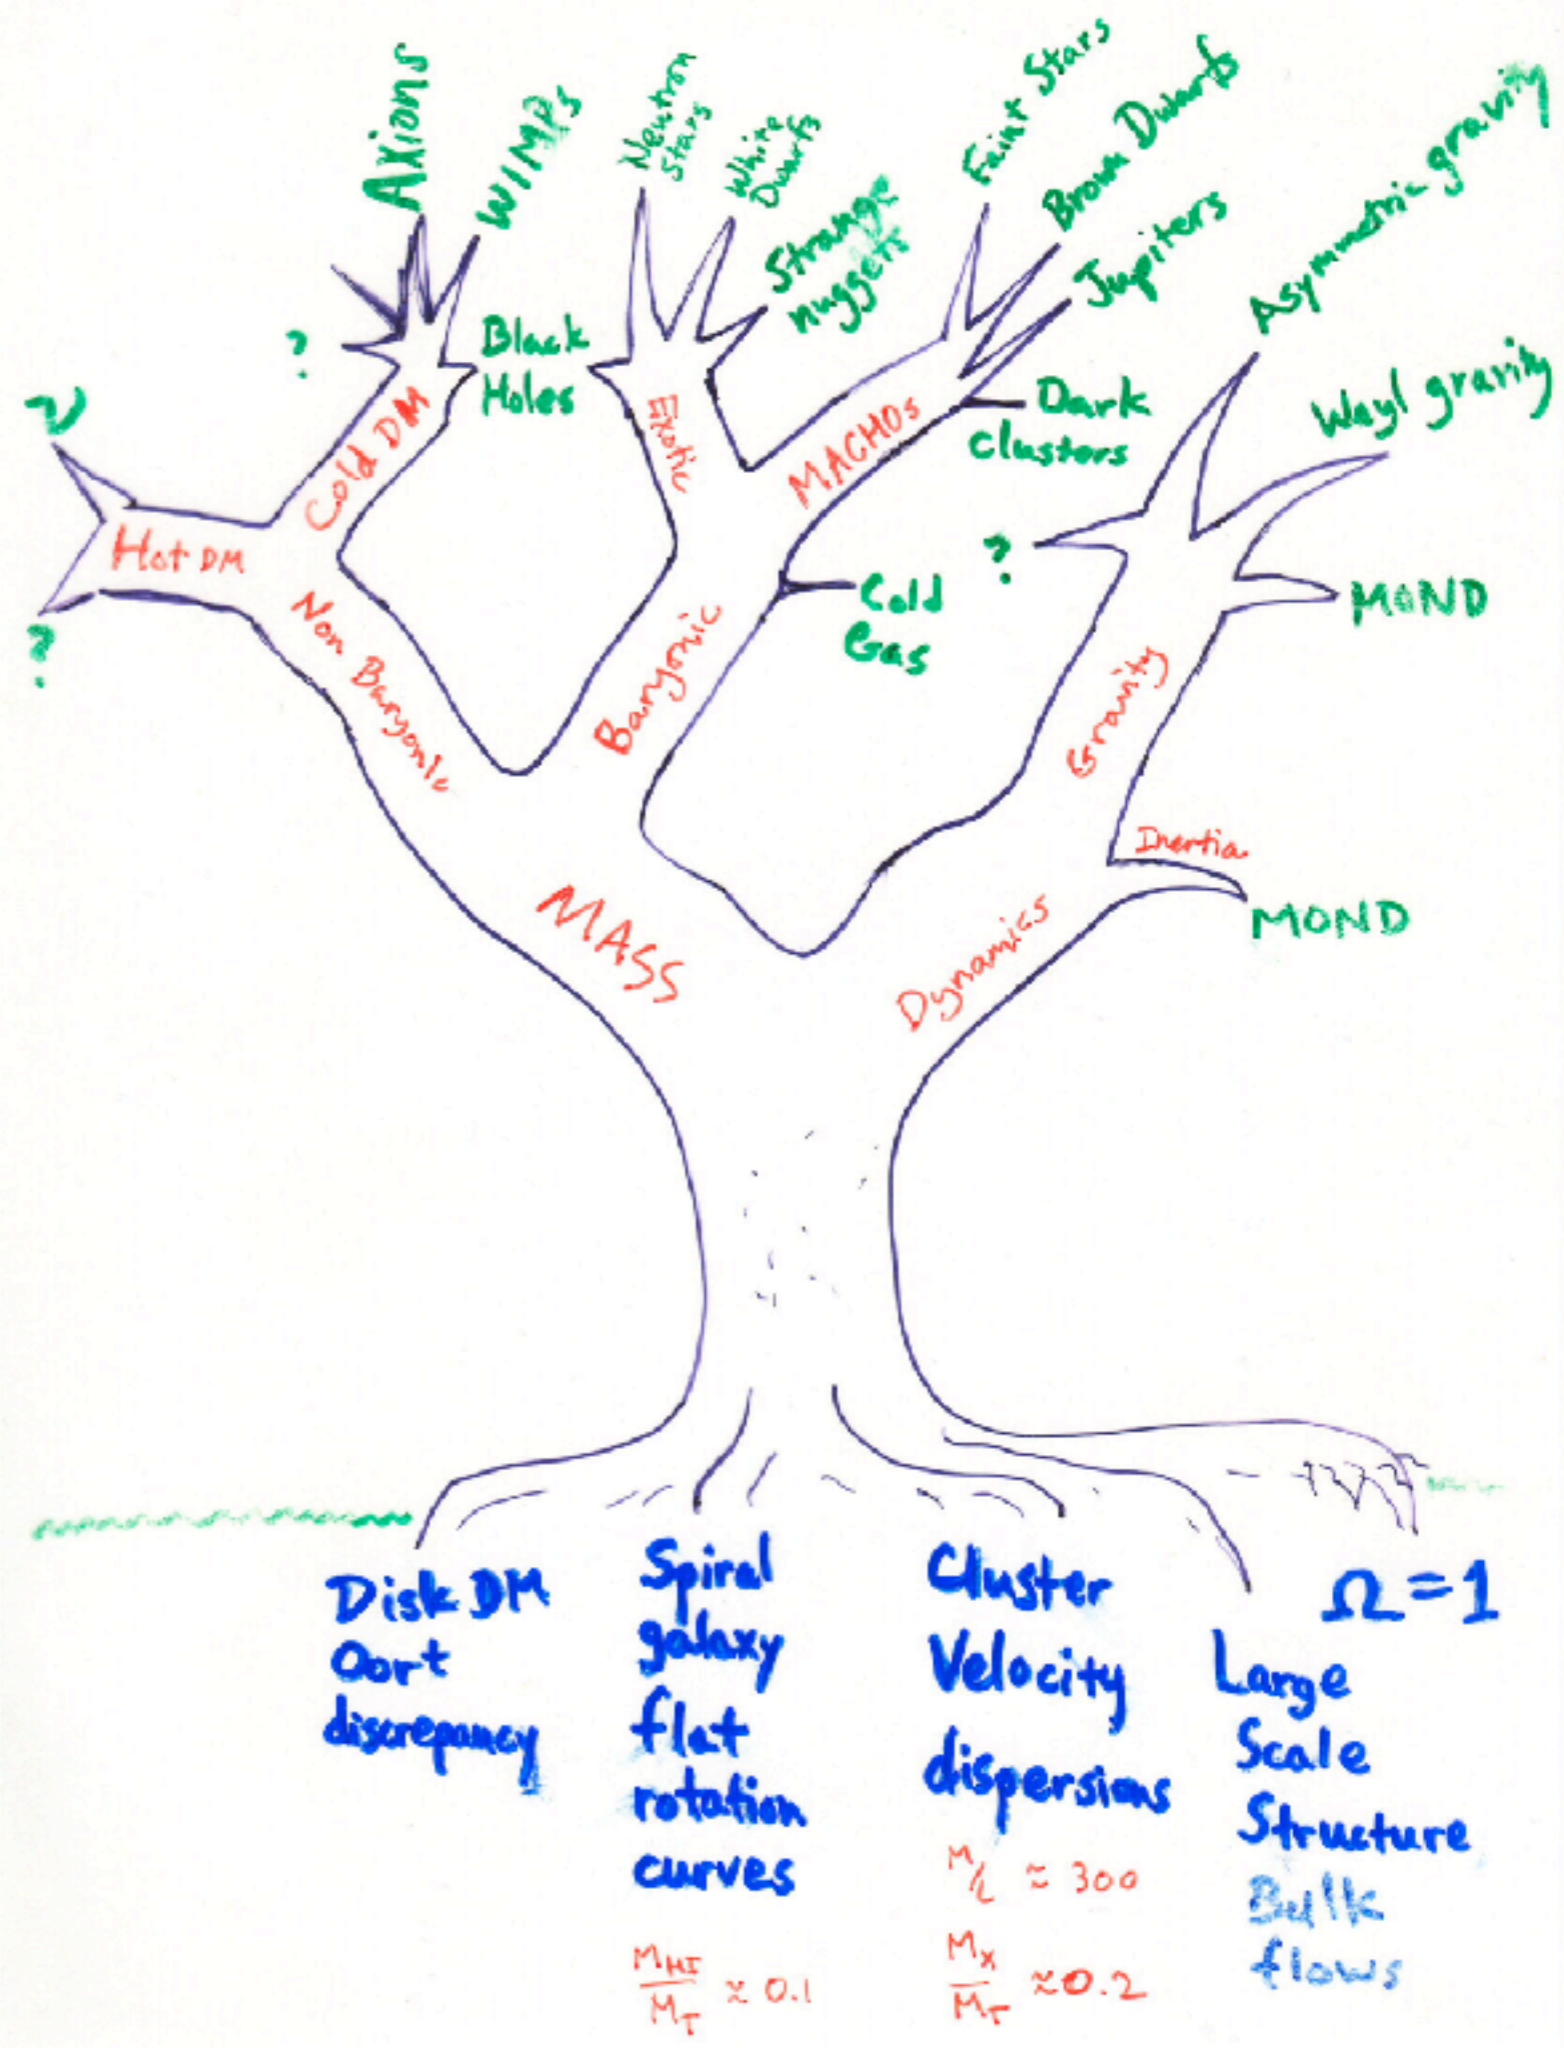 Axions
WIMPs
Neutron
Stars
White
Dwarfs
Strange
nuggets
Faint Stars
Brown Dwarfs
Jupiters
Asymmetric gravity
Weyl gravity
?
Black
Holes
ν
Cold DM
Exotic
MACHOs
Dark
Clusters
Hot DM
?
?
Cold
Gas
MOND
Non Baryonic
Baryonic
Gravity
Inertia
MOND
MASS
Dynamics
Disk DM
Oort
discrepancy
Spiral
galaxy
flat
rotation
curves
M_HI/M_T ≈ 0.1
Cluster
Velocity
dispersions
M/L ≈ 300
M_X/M_T ≈ 0.2
Ω = 1
Large
Scale
Structure
Bulk
flows